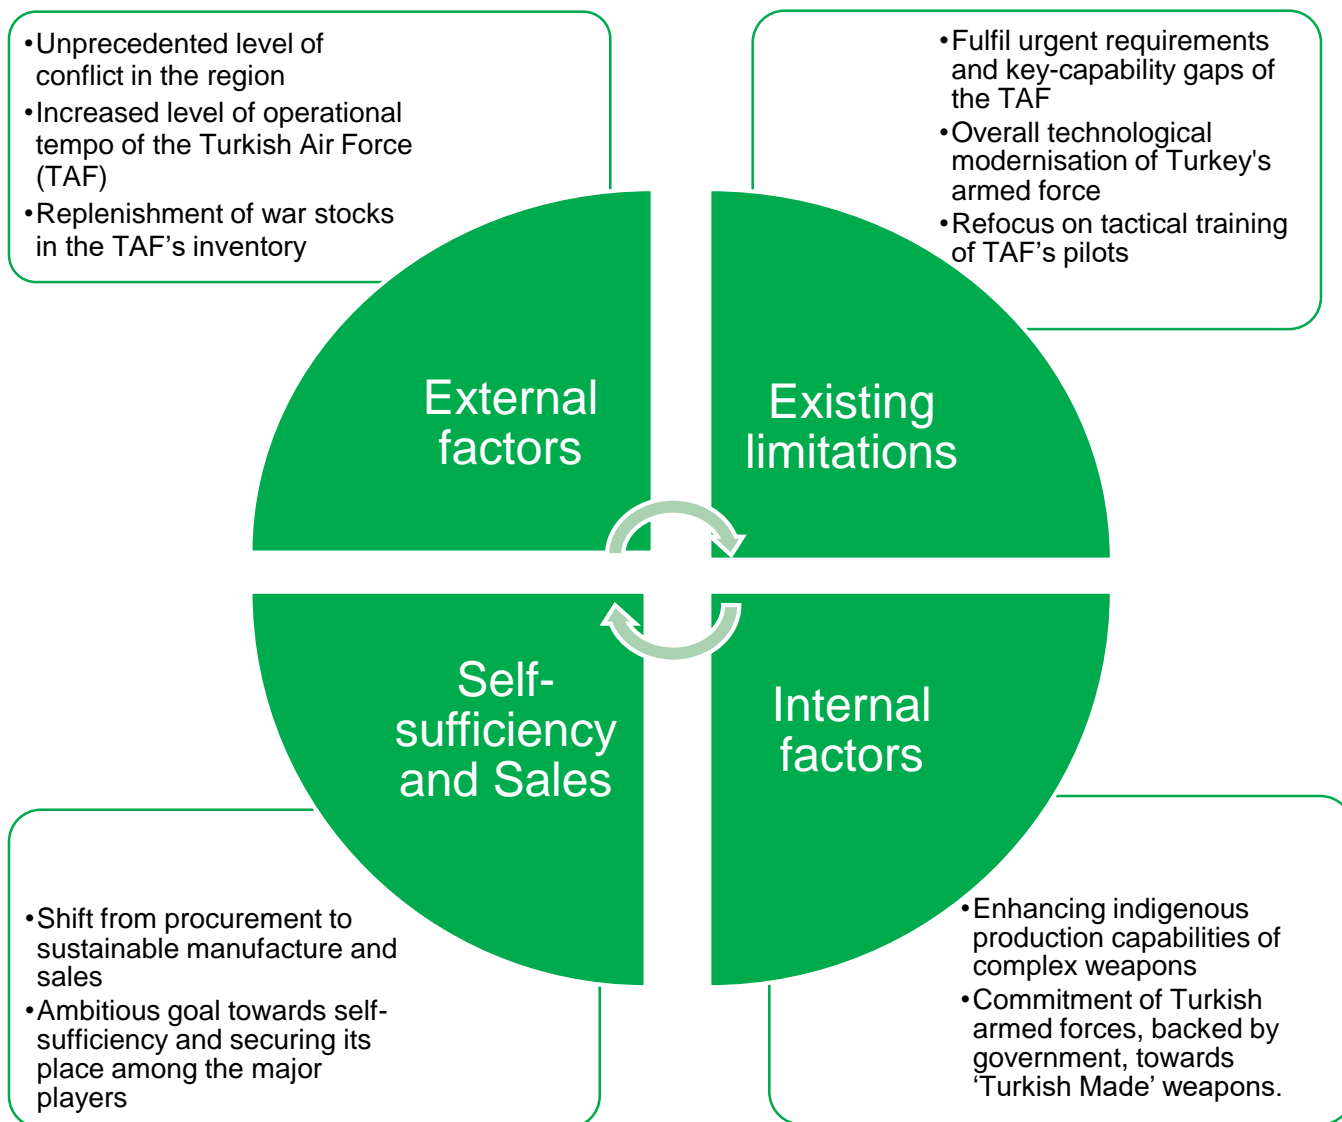 •Unprecedented level of
conflict in the region
•Increased level of operational
tempo of the Turkish Air Force
(TAF)
•Replenishment of war stocks
in the TAF’s inventory
•Fulfil urgent requirements
and key-capability gaps of
the TAF
•Overall technological
modernisation of Turkey's
armed force
•Refocus on tactical training
of TAF’s pilots
External
factors
Existing
limitations
Self-
sufficiency
and Sales
Internal
factors
•Shift from procurement to
sustainable manufacture and
sales
•Ambitious goal towards self-
sufficiency and securing its
place among the major
players
•Enhancing indigenous
production capabilities of
complex weapons
•Commitment of Turkish
armed forces, backed by
government, towards
‘Turkish Made’ weapons.